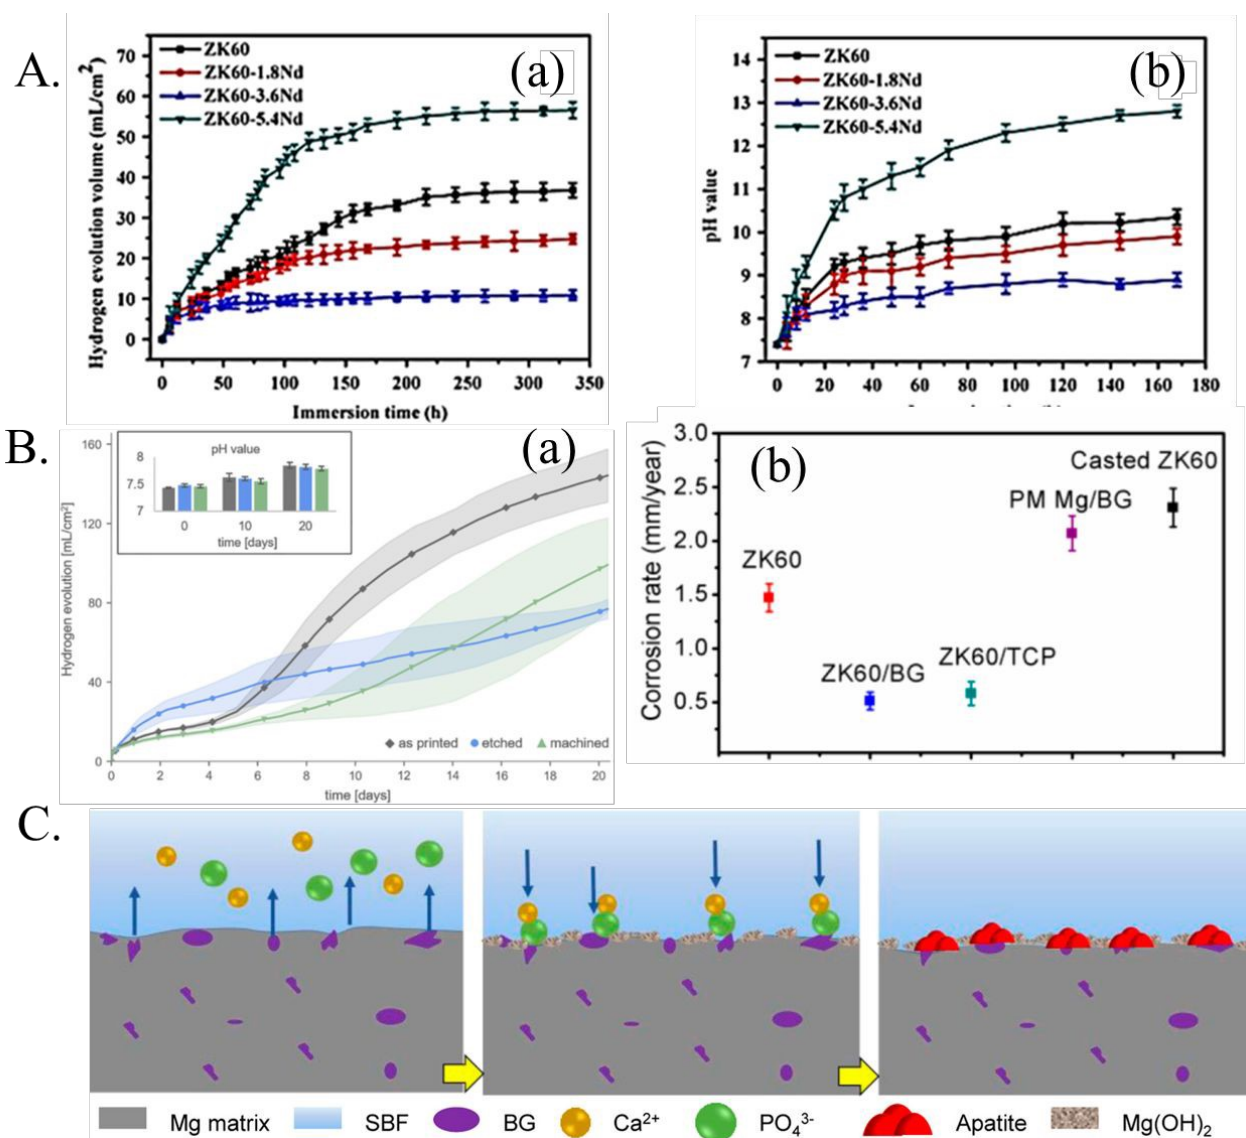 A.
ZK60
ZK60-1.8Nd
ZK60-3.6Nd
ZK60-5.4Nd
(a)
Hydrogen evolution volume (mL/cm²)
70
60
50
40
30
20
10
0
0 50 100 150 200 250 300 350
Immersion time (h)
ZK60
ZK60-1.8Nd
ZK60-3.6Nd
ZK60-5.4Nd
(b)
pH value
14
13
12
11
10
9
8
7
0 20 40 60 80 100 120 140 160 180
B.
(a)
pH value
8
7.5
7
0 10 20
time [days]
Hydrogen evolution [mL/cm²]
160
120
80
40
0
as printed etched machined
0 2 4 6 8 10 12 14 16 18 20
time [days]
(b)
Corrosion rate (mm/year)
3.0
2.5
2.0
1.5
1.0
0.5
Casted ZK60
PM Mg/BG
ZK60
ZK60/BG
ZK60/TCP
C.
Mg matrix SBF BG Ca²⁺ PO₄³⁻ Apatite Mg(OH)₂